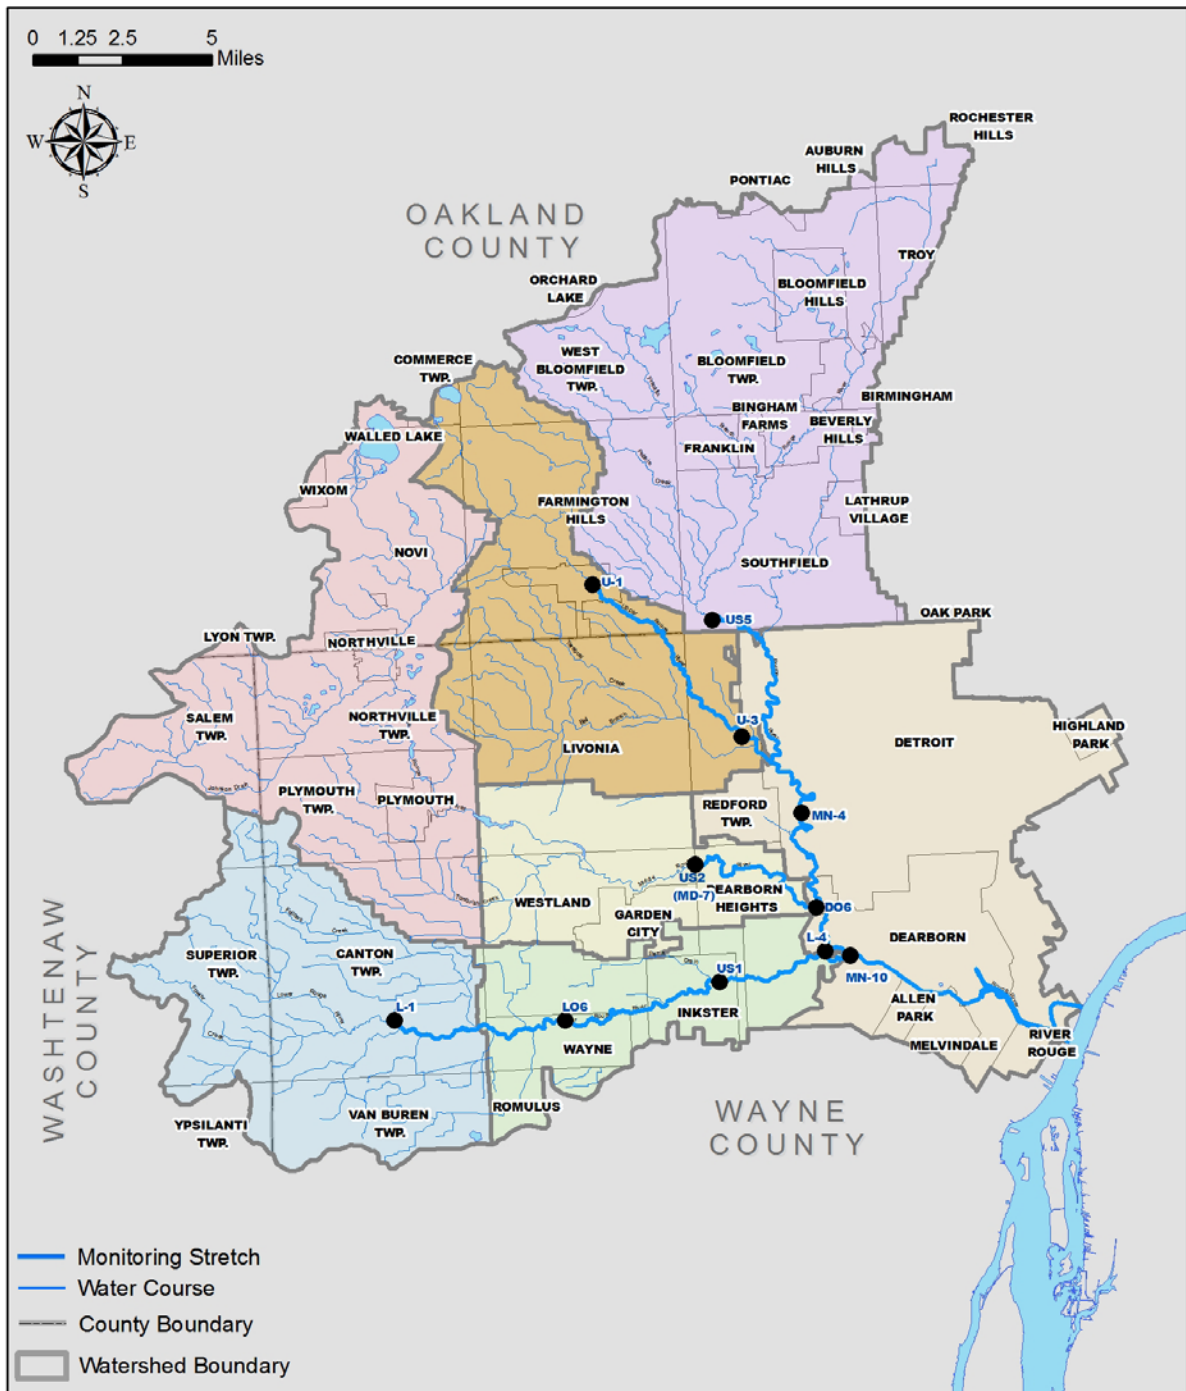 0 1.25 2.5 5
Miles
N
W E
S
ROCHESTER
HILLS
AUBURN
HILLS
PONTIAC
OAKLAND
COUNTY
TROY
ORCHARD
LAKE
BLOOMFIELD
HILLS
COMMERCE
TWP.
WEST
BLOOMFIELD
TWP.
BLOOMFIELD
TWP.
BIRMINGHAM
BINGHAM
FARMS
BEVERLY
HILLS
WALLED LAKE
FRANKLIN
WIXOM
FARMINGTON
HILLS
LATHRUP
VILLAGE
NOVI
SOUTHFIELD
U-1
US5
OAK PARK
LYON TWP.
NORTHVILLE
SALEM
TWP.
NORTHVILLE
TWP.
U-3
LIVONIA
DETROIT
HIGHLAND
PARK
PLYMOUTH
TWP.
PLYMOUTH
REDFORD
TWP.
MN-4
US2
(MD-7)
DEARBORN
HEIGHTS
WESTLAND
GARDEN
CITY
DO6
WASHTENAW
COUNTY
SUPERIOR
TWP.
CANTON
TWP.
L-4
DEARBORN
US1
MN-10
L-1
LO6
INKSTER
ALLEN
PARK
WAYNE
MELVINDALE
RIVER
ROUGE
ROMULUS
YPSILANTI
TWP.
VAN BUREN
TWP.
WAYNE
COUNTY
Monitoring Stretch
Water Course
County Boundary
Watershed Boundary